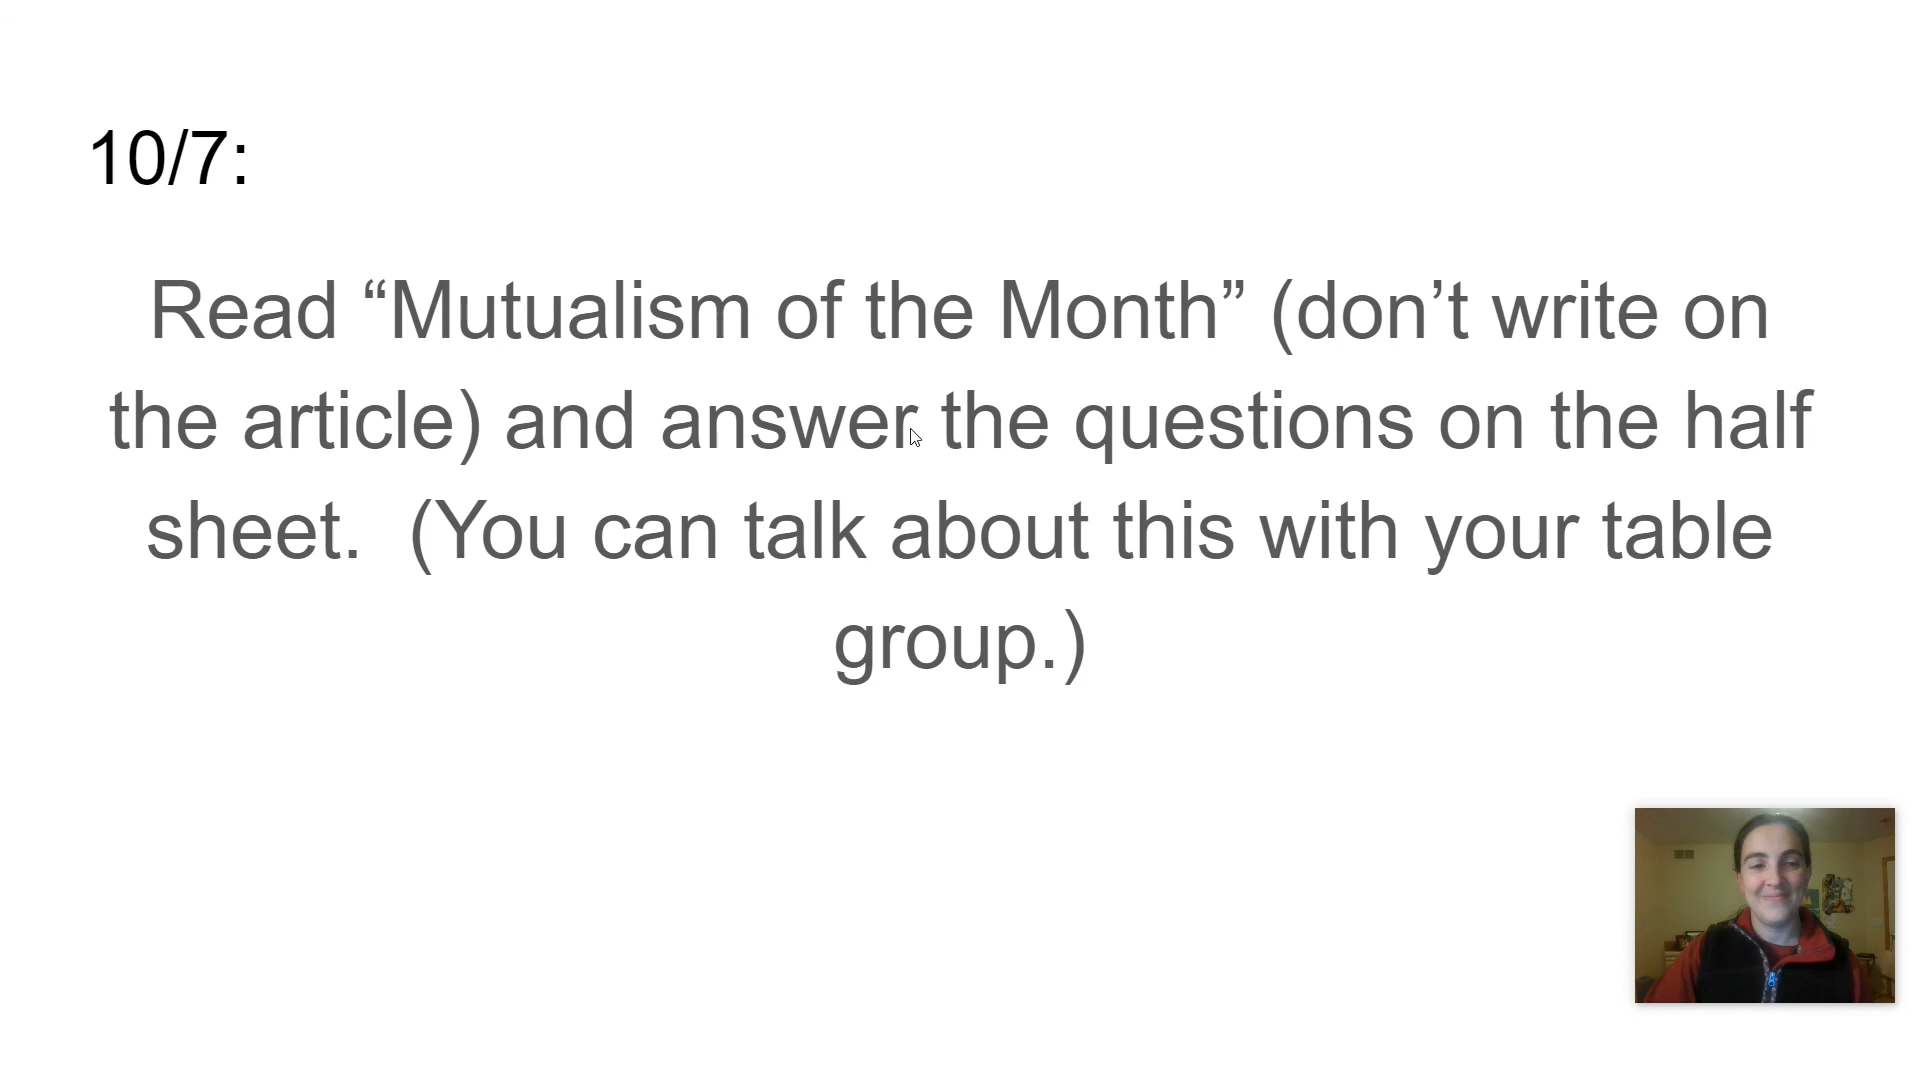 10/7:
Read “Mutualism of the Month” (don’t write on
the article) and answer the questions on the half
sheet.  (You can talk about this with your table
group.)